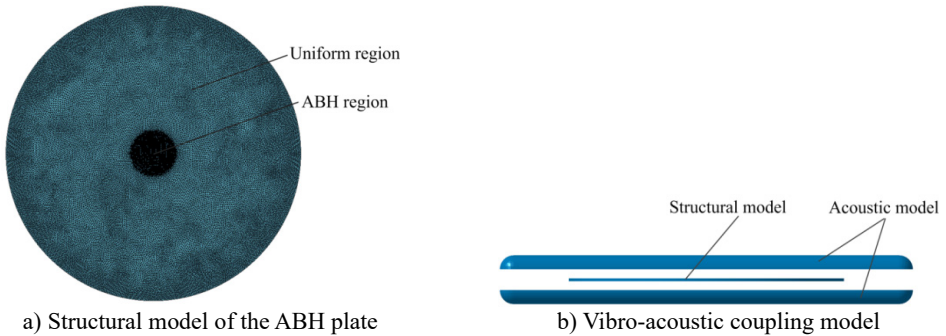 Uniform region
ABH region
Structural model
Acoustic model
a) Structural model of the ABH plate
b) Vibro-acoustic coupling model